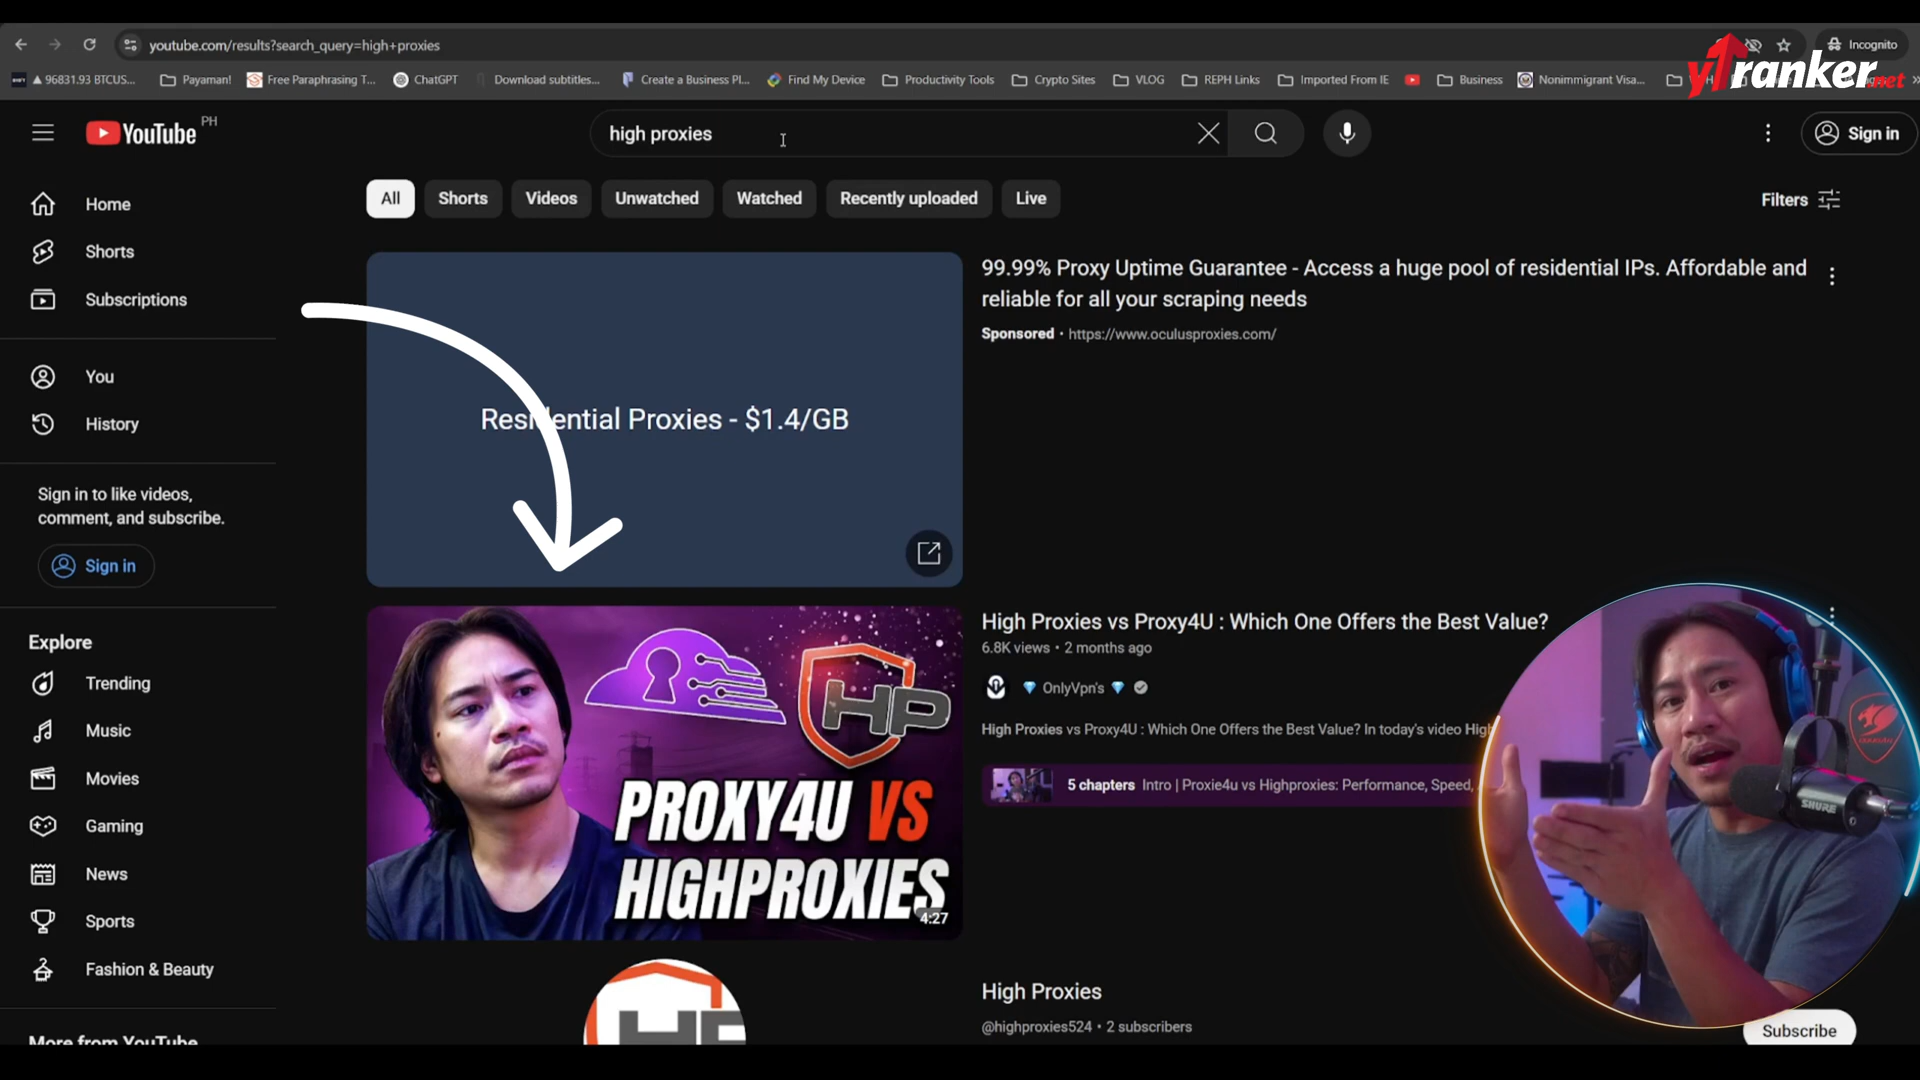 youtube.com/results?search_query=high+proxies
Incognito
▲ 96831.93 BTCUS...
Payaman!
Free Paraphrasing T...
ChatGPT
Download subtitles...
Create a Business Pl...
Find My Device
Productivity Tools
Crypto Sites
VLOG
REPH Links
Imported From IE
Business
Nonimmigrant Visa...
YTranker.net
YouTube PH
high proxies
Sign in
All
Shorts
Videos
Unwatched
Watched
Recently uploaded
Live
Filters
Home
Shorts
Subscriptions
You
History
Sign in to like videos,
comment, and subscribe.
Sign in
Explore
Trending
Music
Movies
Gaming
News
Sports
Fashion & Beauty
More from YouTube
Residential Proxies - $1.4/GB
99.99% Proxy Uptime Guarantee - Access a huge pool of residential IPs. Affordable and
reliable for all your scraping needs
Sponsored • https://www.oculusproxies.com/
HP
PROXY4U VS
HIGHPROXIES
4:27
High Proxies vs Proxy4U : Which One Offers the Best Value?
6.8K views • 2 months ago
OnlyVpn's
High Proxies vs Proxy4U : Which One Offers the Best Value? In today's video High
5 chapters Intro | Proxie4u vs Highproxies: Performance, Speed,
SHURE
HP
High Proxies
@highproxies524 • 2 subscribers
Subscribe